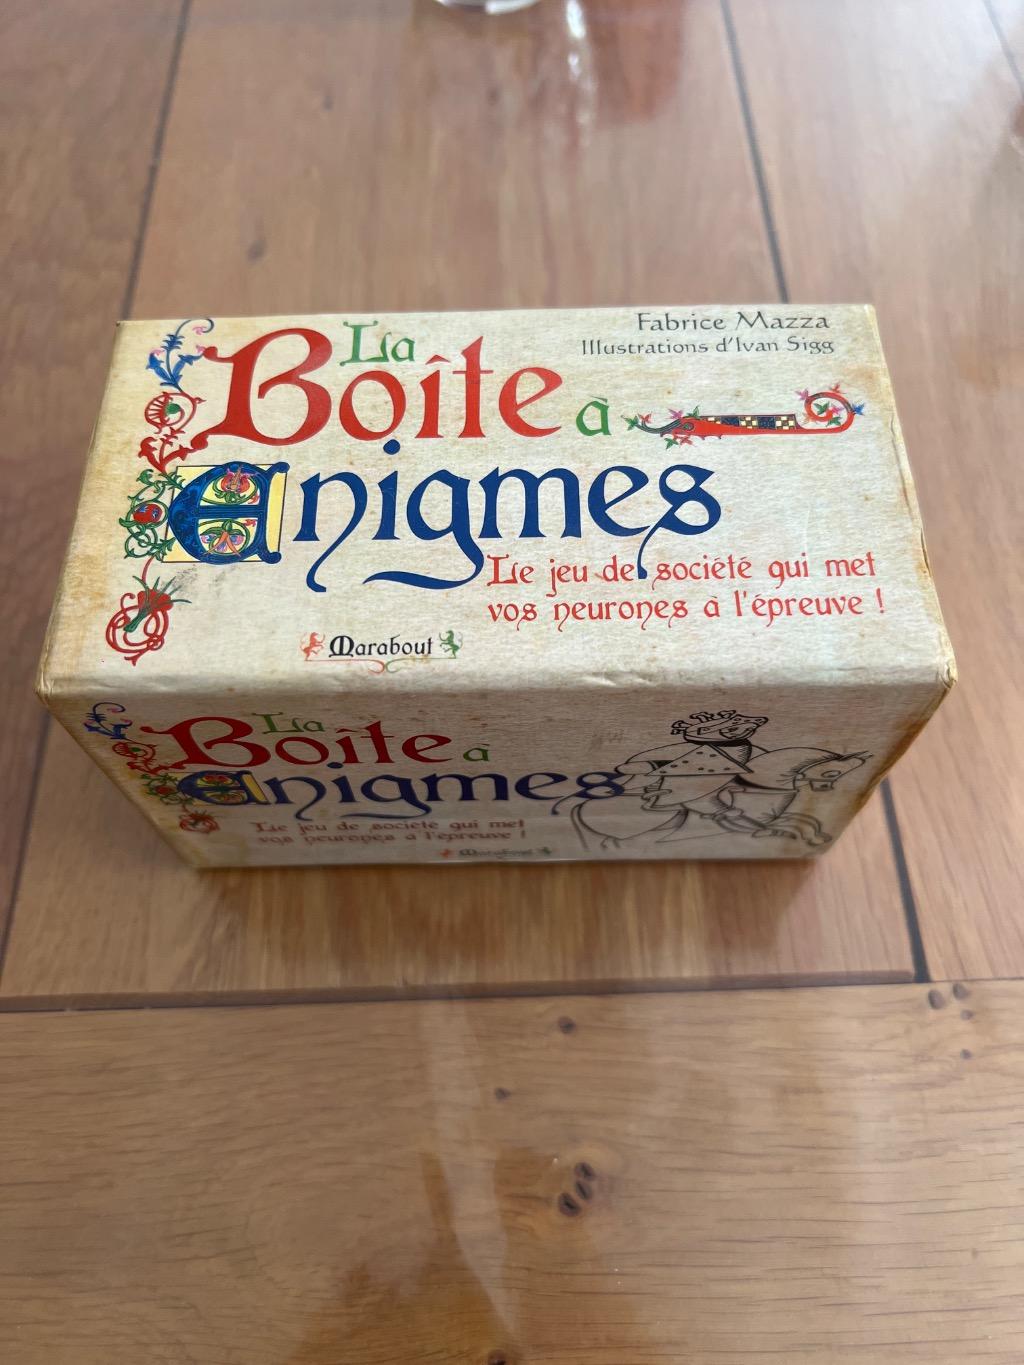 Fabrice Mazza
Illustrations d'Ivan Sigg
La
Boîte à
Enigmes
Le jeu de société qui met
vos neurones à l'épreuve !
Marabout
La
Boîte à
Enigmes
Le jeu de société qui met
vos neurones à l'épreuve !
Marabout